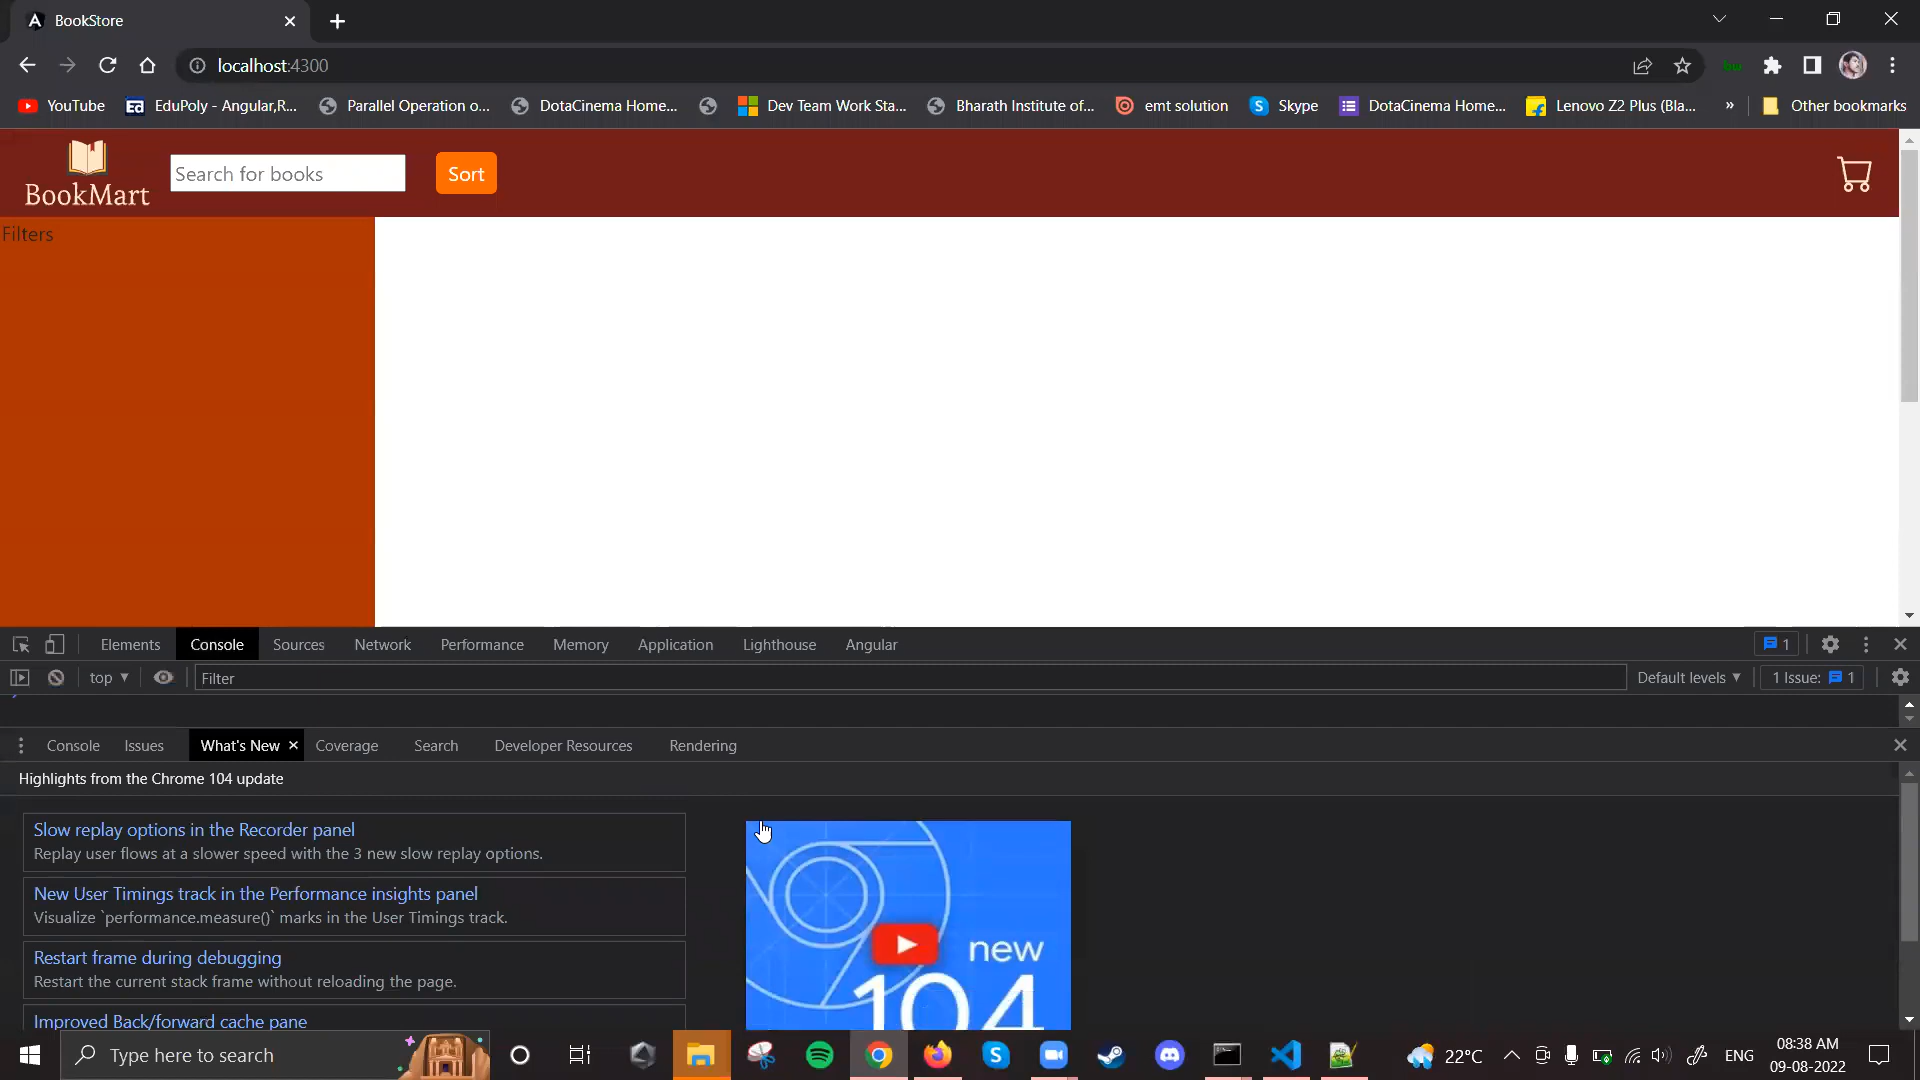 BookStore
localhost:4300
YouTube EduPoly - Angular,R... Parallel Operation o... DotaCinema Home... Dev Team Work Sta... Bharath Institute of... emt solution Skype DotaCinema Home... Lenovo Z2 Plus (Bla... » Other bookmarks
BookMart Search for books Sort
Filters
Elements Console Sources Network Performance Memory Application Lighthouse Angular 1
top Filter Default levels 1 Issue: 1
Console Issues What's New Coverage Search Developer Resources Rendering
Highlights from the Chrome 104 update
Slow replay options in the Recorder panel
Replay user flows at a slower speed with the 3 new slow replay options.
New User Timings track in the Performance insights panel
Visualize `performance.measure()` marks in the User Timings track.
Restart frame during debugging
Restart the current stack frame without reloading the page.
Improved Back/forward cache pane
new
104
Type here to search 22°C ENG 08:38 AM
09-08-2022